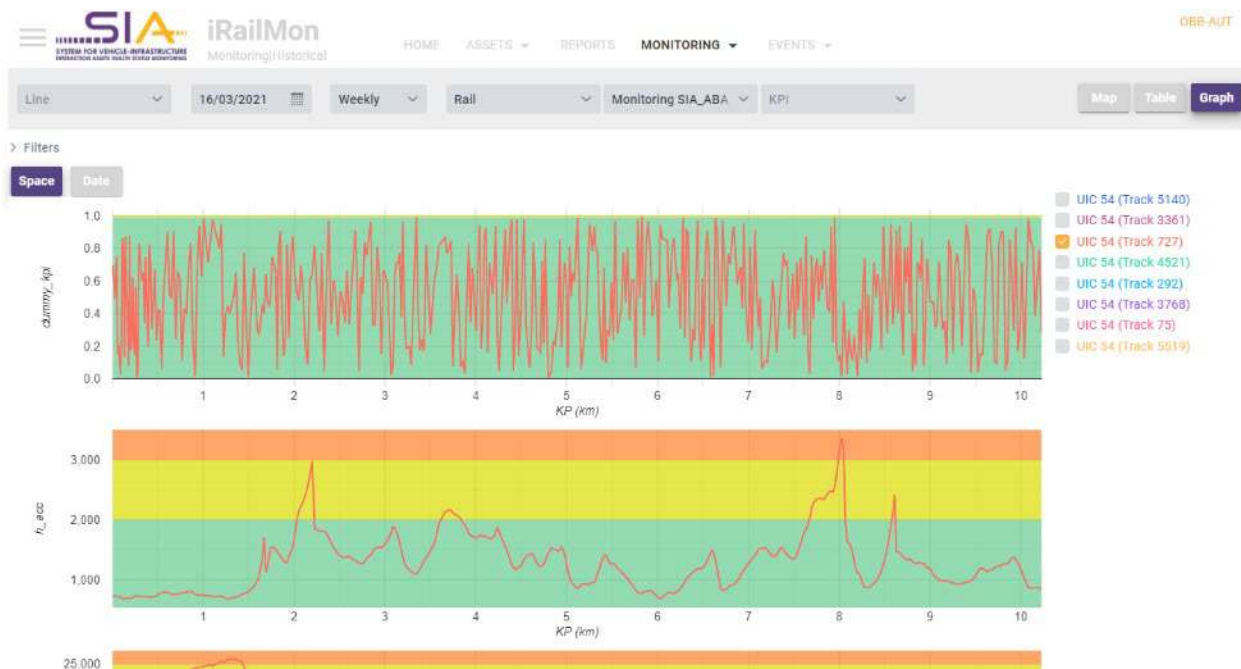 SIA
SYSTEM FOR VEHICLE-INFRASTRUCTURE
INTERACTION ASSETS HEALTH STATUS MONITORING
iRailMon
Monitoring|Historical
HOME ASSETS REPORTS MONITORING EVENTS
OBB-AUT
Line 16/03/2021 Weekly Rail Monitoring SIA_ABA KPI Map Table Graph
> Filters
Space Date
UIC 54 (Track 5140)
UIC 54 (Track 3361)
UIC 54 (Track 727)
UIC 54 (Track 4521)
UIC 54 (Track 292)
UIC 54 (Track 3768)
UIC 54 (Track 75)
UIC 54 (Track 5519)
dummy_kpi
1.0
0.8
0.6
0.4
0.2
0.0
1 2 3 4 5 6 7 8 9 10
KP (km)
h_acc
3.000
2.000
1.000
1 2 3 4 5 6 7 8 9 10
KP (km)
25.000